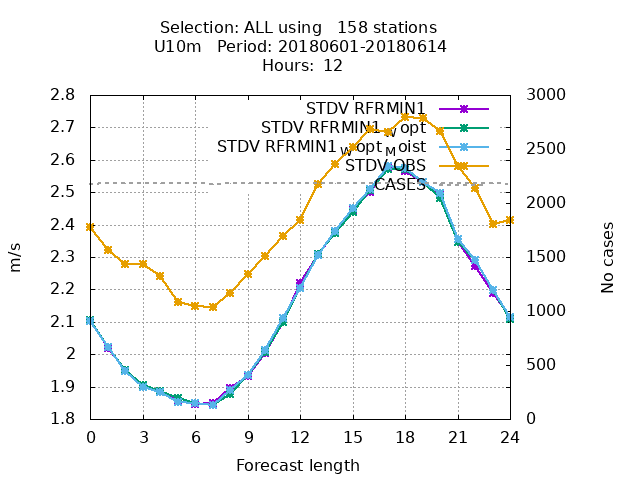 Selection: ALL using   158 stations
U10m   Period: 20180601-20180614
Hours:  12
2.8
2.7
2.6
2.5
2.4
2.3
2.2
2.1
2
1.9
1.8
m/s
STDV RFRMIN1
STDV RFRMIN1_wopt
STDV RFRMIN1_Wopt_Moist
STDV OBS
CASES
3000
2500
2000
1500
1000
500
0
No cases
0 3 6 9 12 15 18 21 24
Forecast length